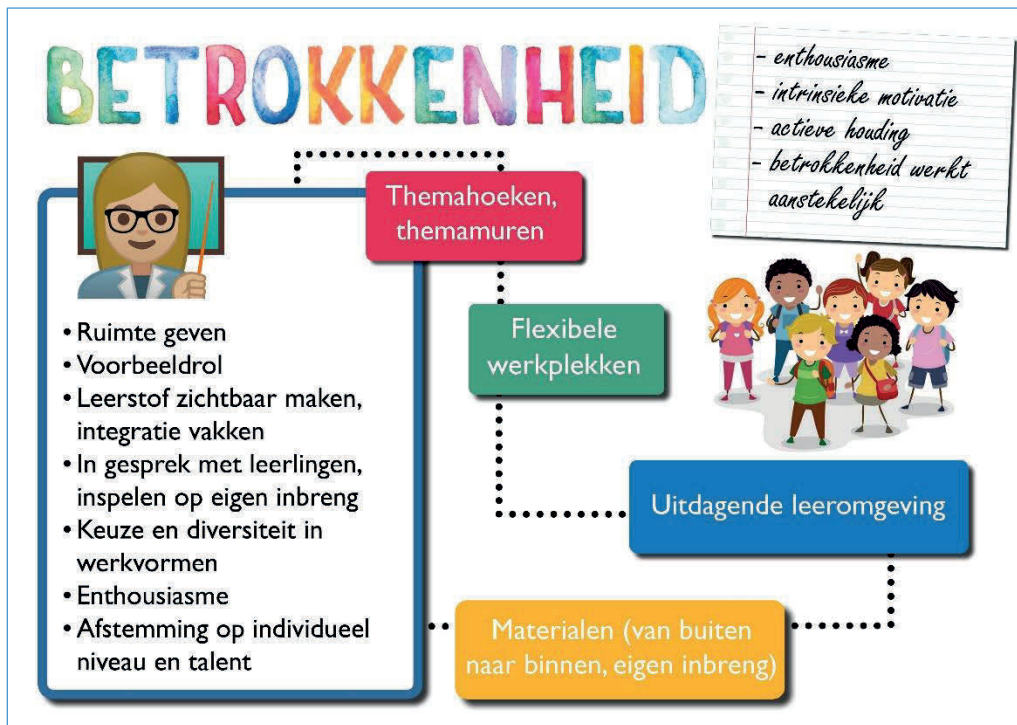 BETROKKENHEID
- enthousiasme
- intrinsieke motivatie
- actieve houding
- betrokkenheid werkt
aanstekelijk
Themahoeken,
themamuren
Flexibele
werkplekken
Uitdagende leeromgeving
Materialen (van buiten
naar binnen, eigen inbreng)
• Ruimte geven
• Voorbeeldrol
• Leerstof zichtbaar maken,
integratie vakken
• In gesprek met leerlingen,
inspelen op eigen inbreng
• Keuze en diversiteit in
werkvormen
• Enthousiasme
• Afstemming op individueel
niveau en talent